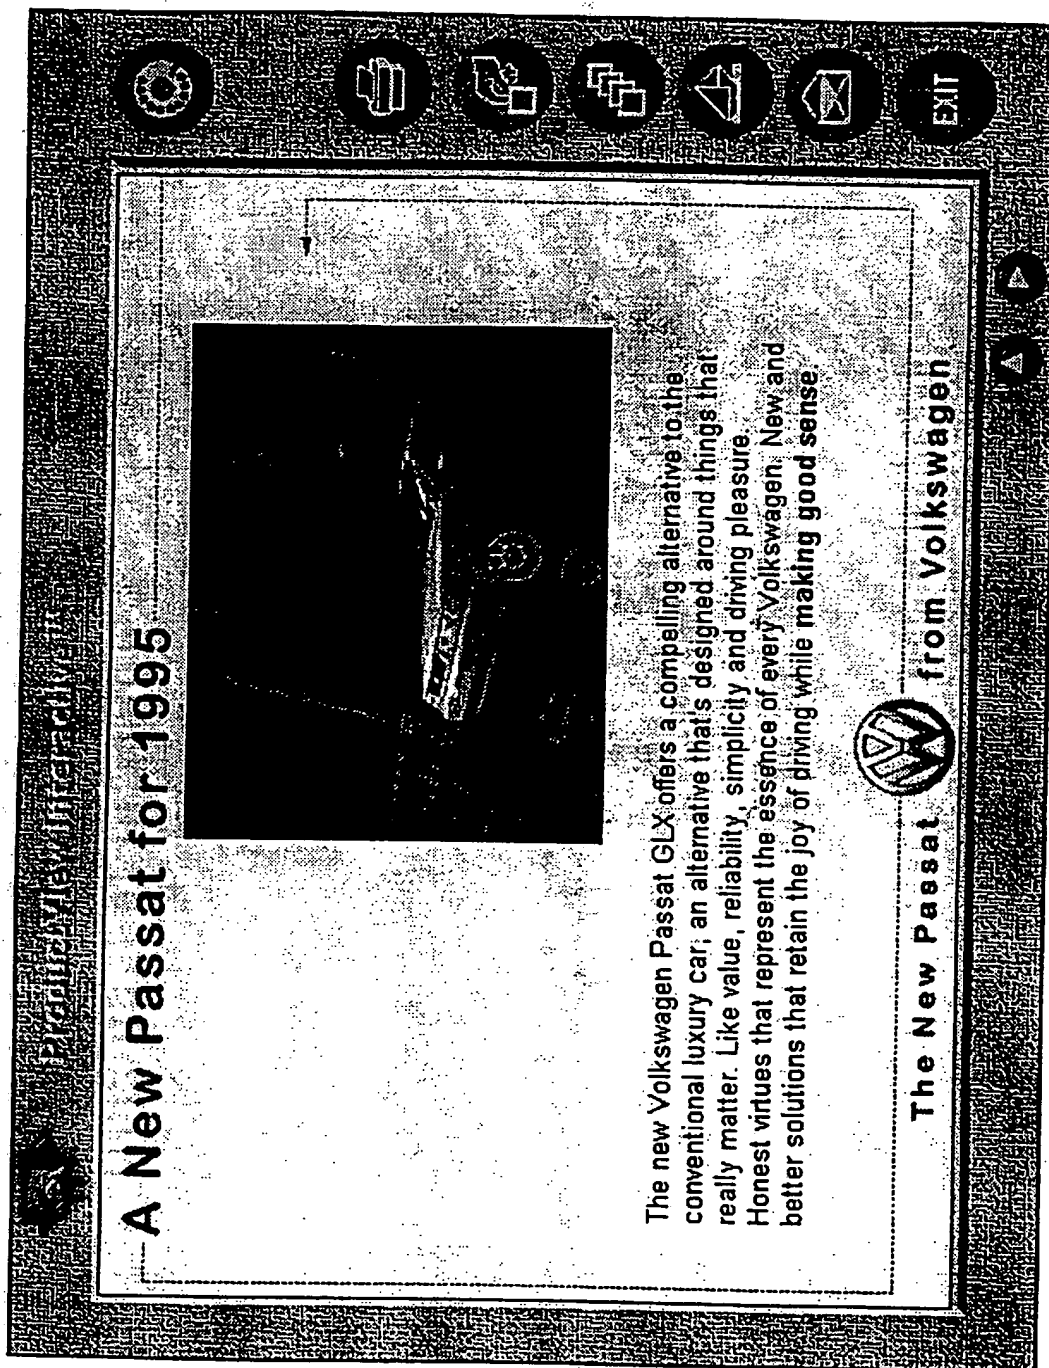 ProductView Interactive
A New Passat for 1995
The new Volkswagen Passat GLX offers a compelling alternative to the
conventional luxury car; an alternative that's designed around things that
really matter. Like value, reliability, simplicity and driving pleasure.
Honest virtues that represent the essence of every Volkswagen. New and
better solutions that retain the joy of driving while making good sense.
The New Passat from Volkswagen
EXIT